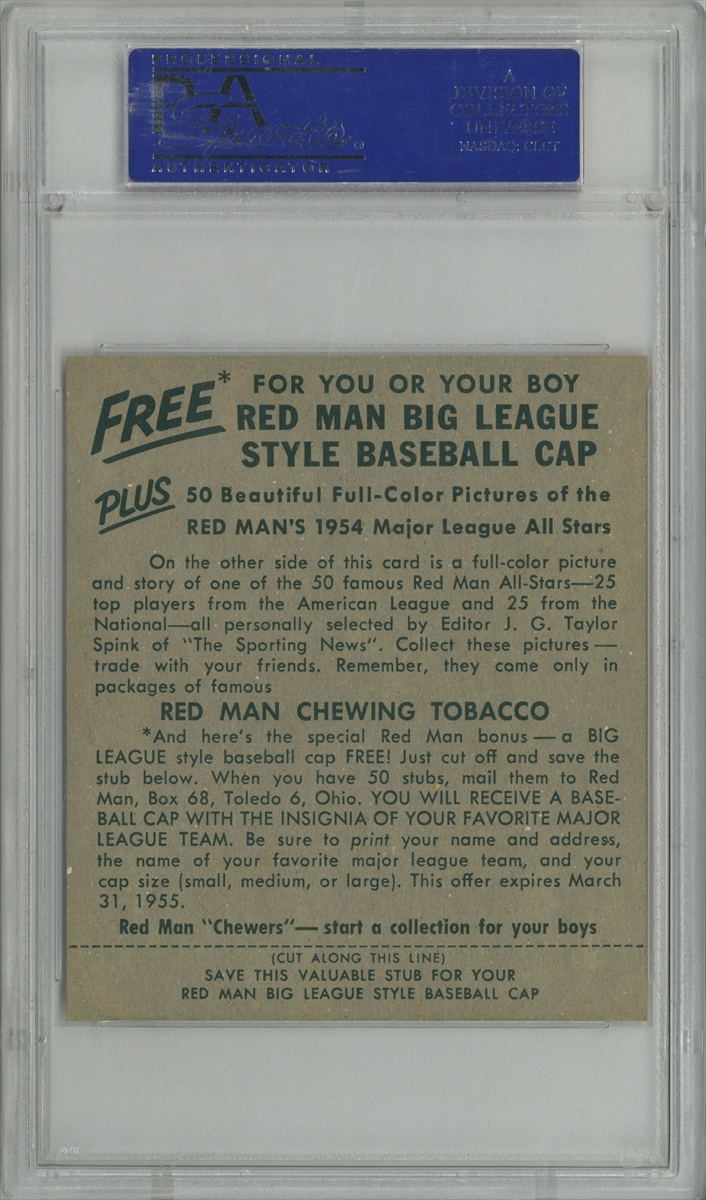 PROFESSIONAL
PSA
Sports
®
AUTHENTICATOR
A
DIVISION OF
COLLECTORS
UNIVERSE
NASDAQ: CLCT
FREE* FOR YOU OR YOUR BOY
RED MAN BIG LEAGUE
STYLE BASEBALL CAP
PLUS 50 Beautiful Full-Color Pictures of the
RED MAN'S 1954 Major League All Stars
On the other side of this card is a full-color picture
and story of one of the 50 famous Red Man All-Stars—25
top players from the American League and 25 from the
National—all personally selected by Editor J. G. Taylor
Spink of "The Sporting News". Collect these pictures —
trade with your friends. Remember, they come only in
packages of famous
RED MAN CHEWING TOBACCO
*And here's the special Red Man bonus — a BIG
LEAGUE style baseball cap FREE! Just cut off and save the
stub below. When you have 50 stubs, mail them to Red
Man, Box 68, Toledo 6, Ohio. YOU WILL RECEIVE A BASE-
BALL CAP WITH THE INSIGNIA OF YOUR FAVORITE MAJOR
LEAGUE TEAM. Be sure to print your name and address,
the name of your favorite major league team, and your
cap size (small, medium, or large). This offer expires March
31, 1955.
Red Man "Chewers"— start a collection for your boys
(CUT ALONG THIS LINE)
SAVE THIS VALUABLE STUB FOR YOUR
RED MAN BIG LEAGUE STYLE BASEBALL CAP